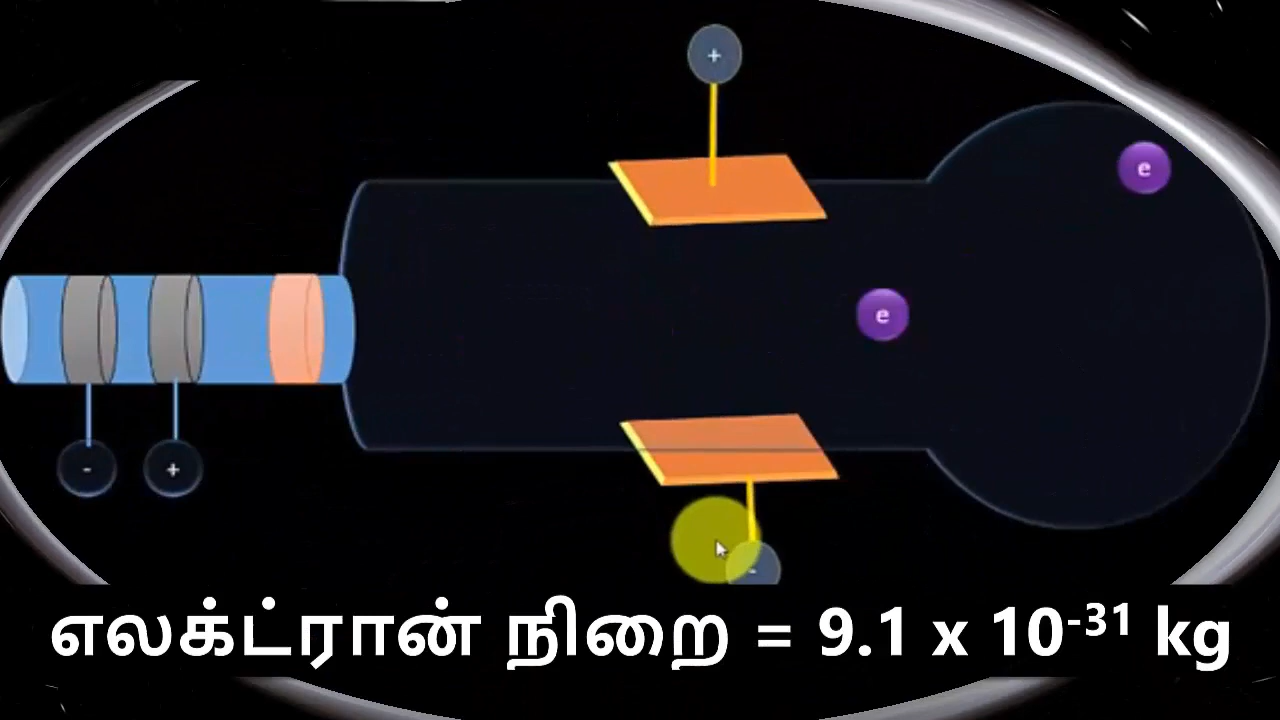 +
e
e
- +
-
எலக்ட்ரான் நிறை = 9.1 x 10⁻³¹ kg